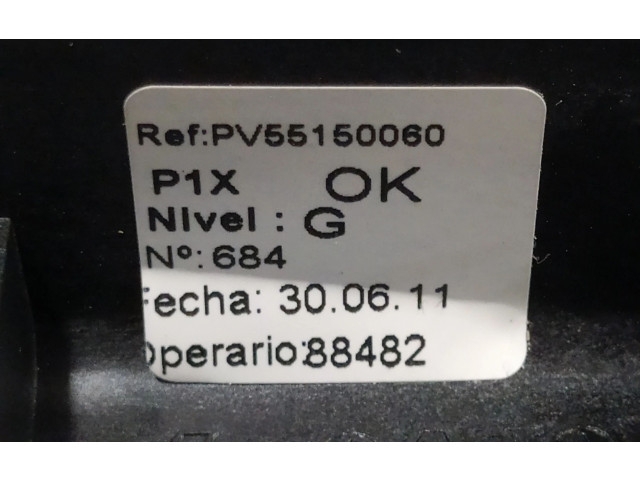 Ref:PV55150060
P1X OK
Nivel : G
Nº: 684
Fecha: 30.06.11
operario:88482